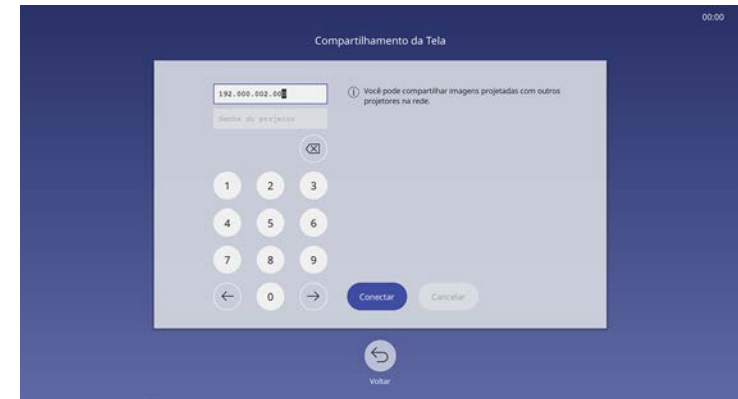 00:00
Compartilhamento da Tela
192.000.002.00
Você pode compartilhar imagens projetadas com outros
projetores na rede.
Senha do projetor
1 2 3
4 5 6
7 8 9
0
Conectar Cancelar
Voltar